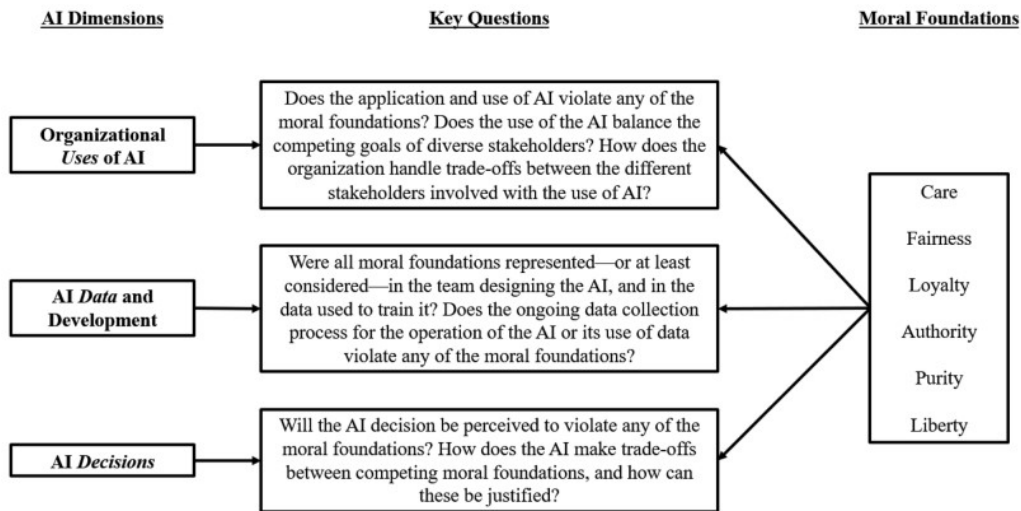 AI Dimensions
Key Questions
Moral Foundations
Organizational
Uses of AI
Does the application and use of AI violate any of the
moral foundations? Does the use of the AI balance the
competing goals of diverse stakeholders? How does the
organization handle trade-offs between the different
stakeholders involved with the use of AI?
AI Data and
Development
Were all moral foundations represented—or at least
considered—in the team designing the AI, and in the
data used to train it? Does the ongoing data collection
process for the operation of the AI or its use of data
violate any of the moral foundations?
AI Decisions
Will the AI decision be perceived to violate any of the
moral foundations? How does the AI make trade-offs
between competing moral foundations, and how can
these be justified?
Care
Fairness
Loyalty
Authority
Purity
Liberty